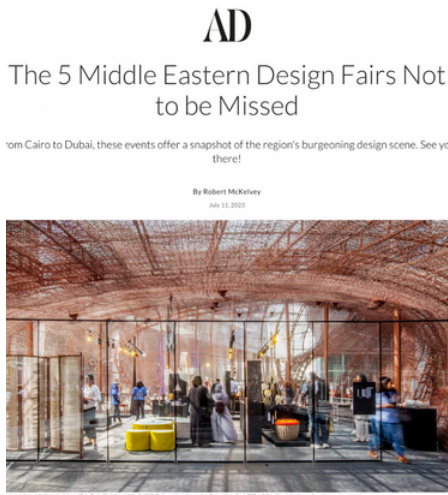 AD
The 5 Middle Eastern Design Fairs Not
to be Missed
rom Cairo to Dubai, these events offer a snapshot of the region's burgeoning design scene. See yo
there!
By Robert McKelvey
July 11, 2023